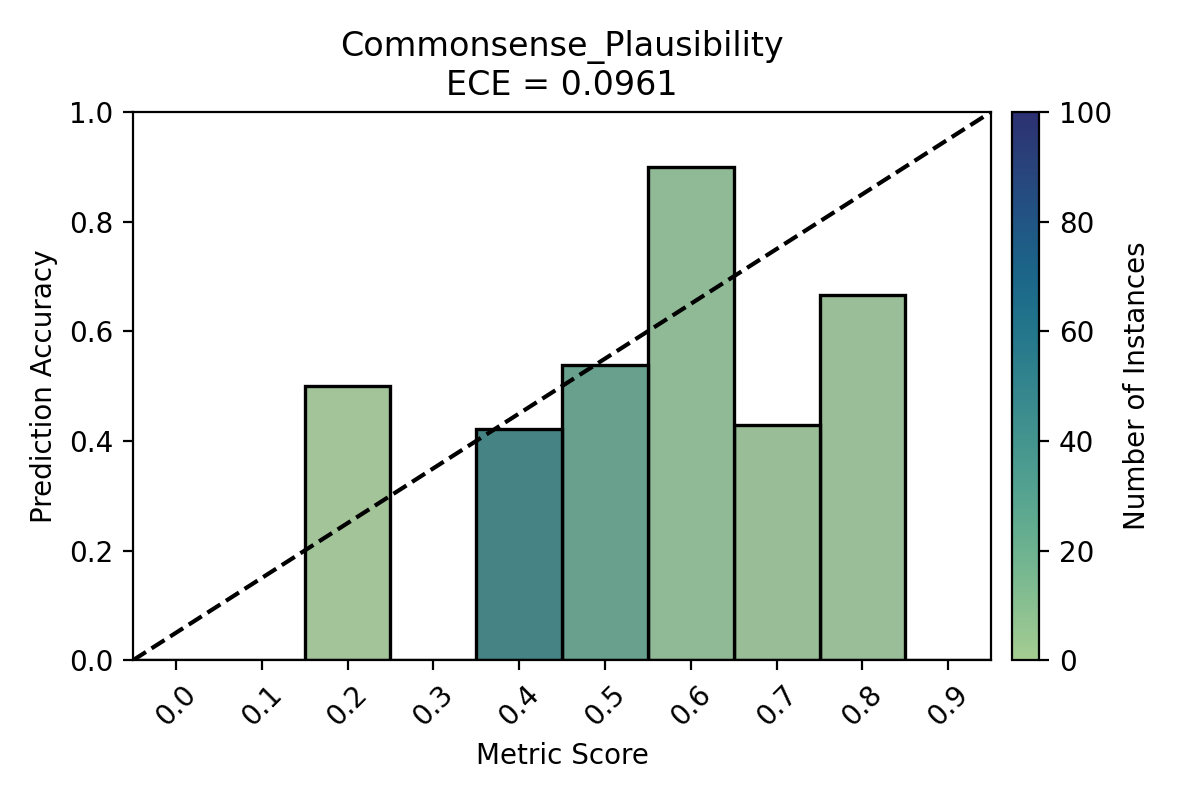 Commonsense_Plausibility
ECE = 0.0961
Prediction Accuracy
1.0
0.8
0.6
0.4
0.2
0.0
0.0 0.1 0.2 0.3 0.4 0.5 0.6 0.7 0.8 0.9
Metric Score
100
80
60
40
20
0
Number of Instances